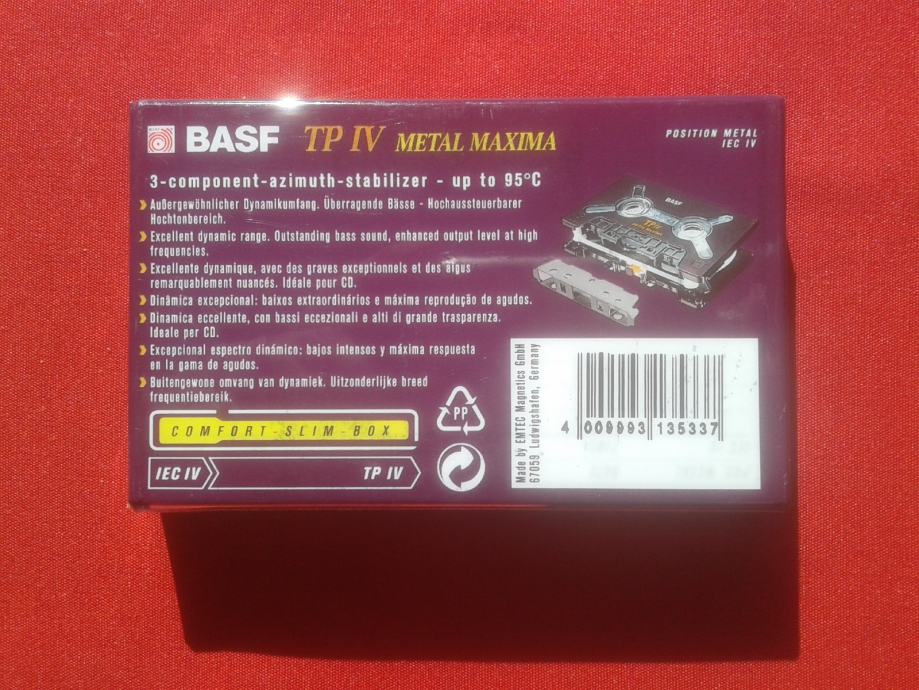 BASF TP IV METAL MAXIMA
POSITION METAL
IEC IV
3-component-azimuth-stabilizer - up to 95°C
Außergewöhnlicher Dynamikumfang. Überragende Bässe - Hochaussteuerbarer
Hochtonbereich.
Excellent dynamic range. Outstanding bass sound, enhanced output level at high
frequencies.
Excellente dynamique, avec des graves exceptionnels et des aigus
remarquablement nuancés. Idéale pour CD.
Dinâmica excepcional: baixos extraordinários e máxima reprodução de agudos.
Dinamica eccellente, con bassi eccezionali e alti di grande trasparenza.
Ideale per CD.
Excepcional espectro dinámico: bajos intensos y máxima respuesta
en la gama de agudos.
Buitengewone omvang van dynamiek. Uitzonderlijke breed
frequentiebereik.
COMFORT-SLIM-BOX
IEC IV TP IV
PP
BASF
TP IV
Made by EMTEC Magnetics GmbH
67059 Ludwigshafen, Germany
4 009993 135337